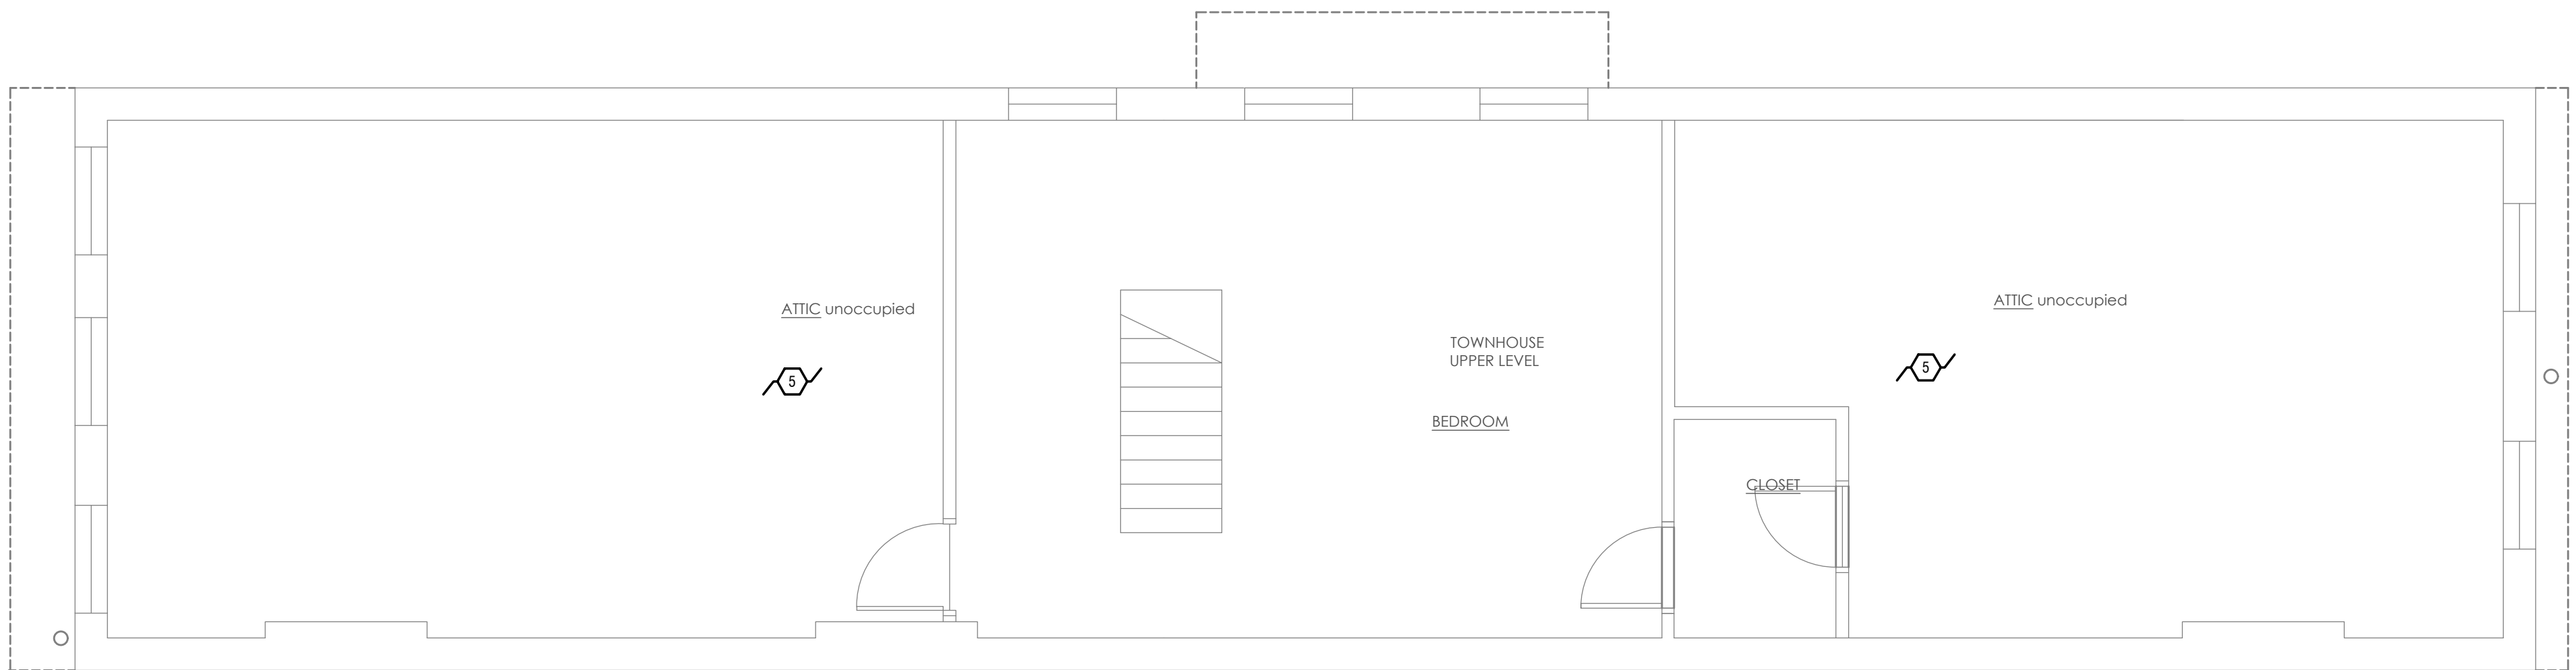 ATTIC unoccupied
ATTIC unoccupied
TOWNHOUSE
UPPER LEVEL
5
5
BEDROOM
CLOSET